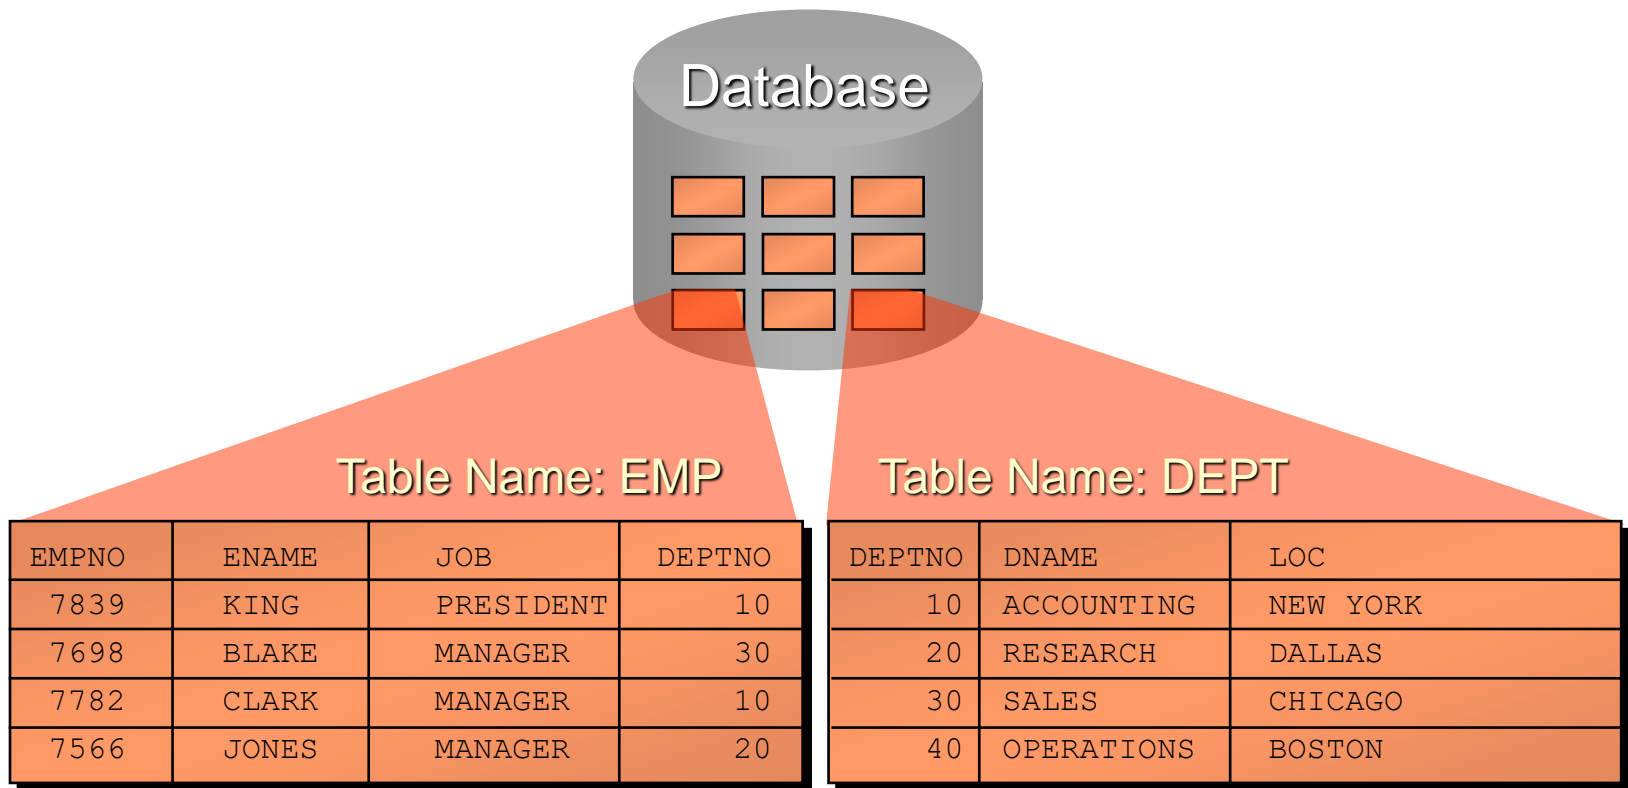 Database
Table Name: EMP
EMPNO ENAME JOB DEPTNO
7839 KING PRESIDENT 10
7698 BLAKE MANAGER 30
7782 CLARK MANAGER 10
7566 JONES MANAGER 20
Table Name: DEPT
DEPTNO DNAME LOC
10 ACCOUNTING NEW YORK
20 RESEARCH DALLAS
30 SALES CHICAGO
40 OPERATIONS BOSTON